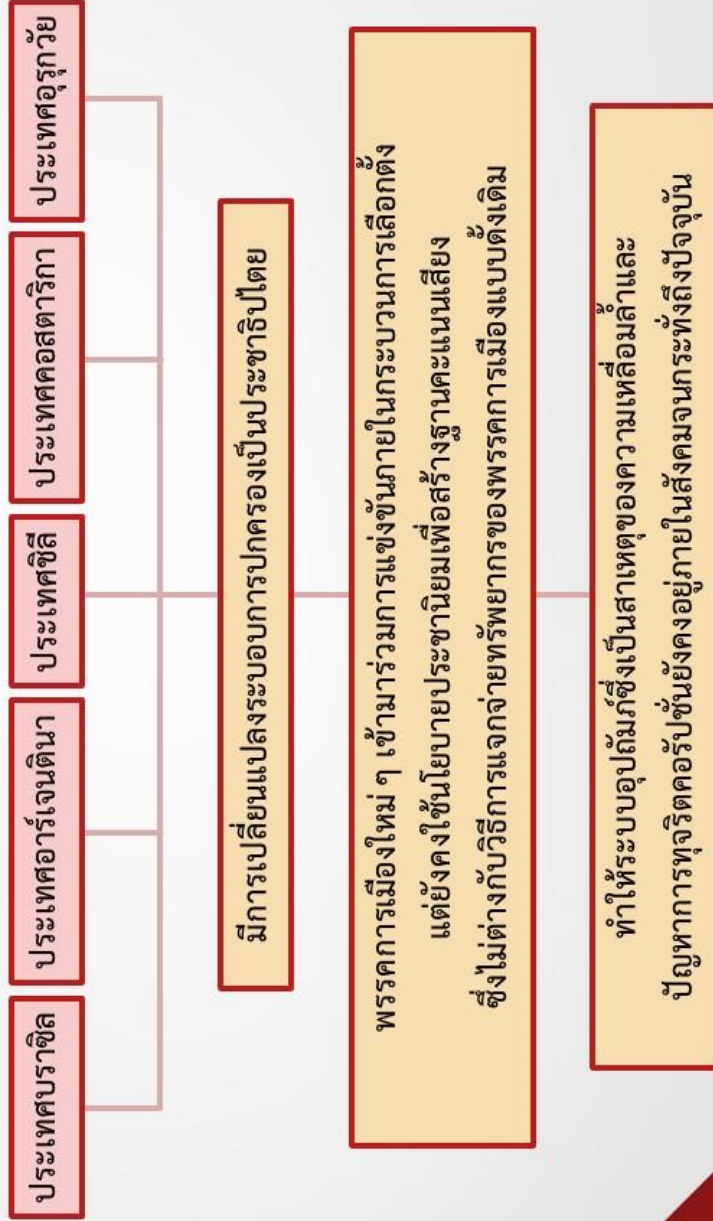 ประเทศบราซิล
ประเทศอาร์เจนตินา
ประเทศชิลี
ประเทศคอสตาริกา
ประเทศอุรุกวัย
มีการเปลี่ยนแปลงระบอบการปกครองเป็นประชาธิปไตย
พรรคการเมืองใหม่ ๆ เข้ามาร่วมการแข่งขันภายในกระบวนการเลือกตั้ง
แต่ยังคงใช้นโยบายประชานิยมเพื่อสร้างฐานคะแนนเสียง
ซึ่งไม่ต่างกับวิธีการแจกจ่ายทรัพยากรของพรรคการเมืองแบบดั้งเดิม
ทำให้ระบบอุปถัมภ์ซึ่งเป็นสาเหตุของความเหลื่อมล้ำและ
ปัญหาการทุจริตคอรัปชั่นยังคงอยู่ภายในสังคมจนกระทั่งถึงปัจจุบัน